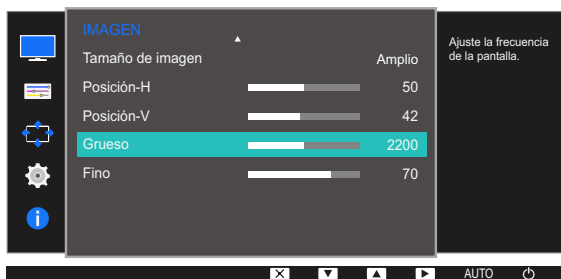 IMAGEN
Tamaño de imagen Amplio
Posición-H 50
Posición-V 42
Grueso 2200
Fino 70
Ajuste la frecuencia
de la pantalla.
AUTO